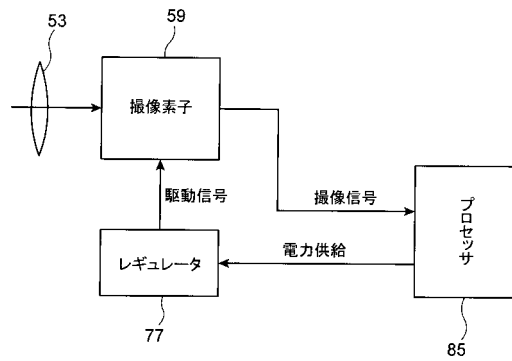 53
59
撮像素子
駆動信号
撮像信号
プロセッサ
レギュレータ
電力供給
77
85